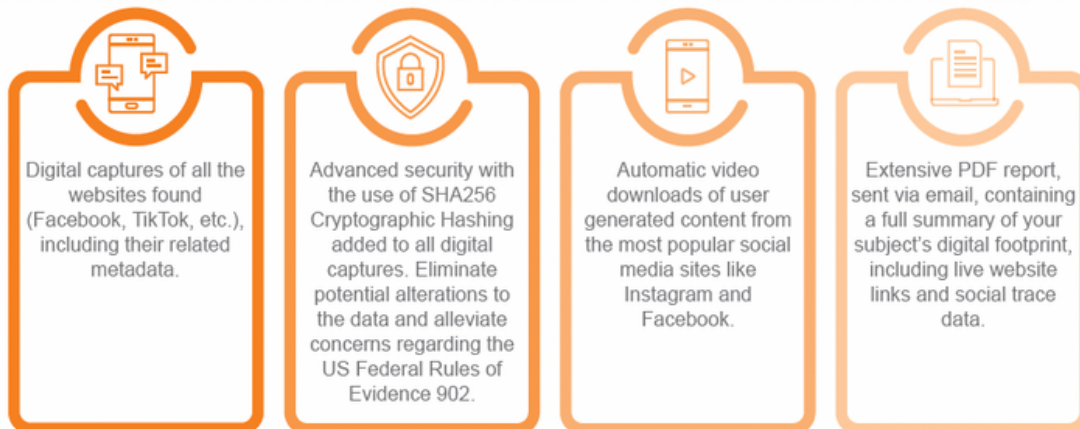 Digital captures of all the
websites found
(Facebook, TikTok, etc.),
including their related
metadata.
Advanced security with
the use of SHA256
Cryptographic Hashing
added to all digital
captures. Eliminate
potential alterations to
the data and alleviate
concerns regarding the
US Federal Rules of
Evidence 902.
Automatic video
downloads of user
generated content from
the most popular social
media sites like
Instagram and
Facebook.
Extensive PDF report,
sent via email, containing
a full summary of your
subject's digital footprint,
including live website
links and social trace
data.